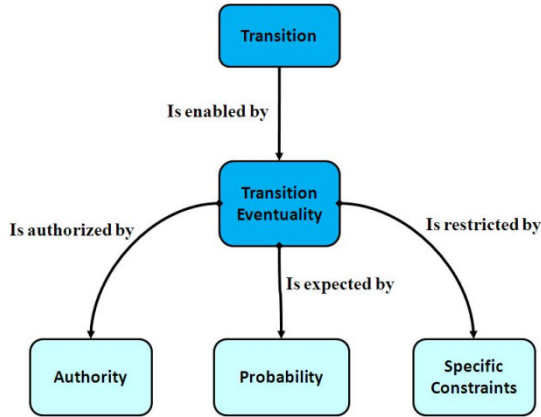 Transition
Is enabled by
Transition
Eventuality
Is authorized by
Is restricted by
Is expected by
Authority
Probability
Specific
Constraints